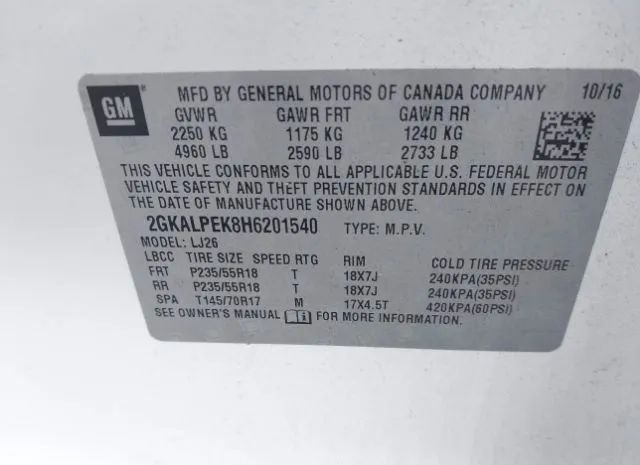 GM
MFD BY GENERAL MOTORS OF CANADA COMPANY 10/16
GVWR GAWR FRT GAWR RR
2250 KG 1175 KG 1240 KG
4960 LB 2590 LB 2733 LB
THIS VEHICLE CONFORMS TO ALL APPLICABLE U.S. FEDERAL MOTOR
VEHICLE SAFETY AND THEFT PREVENTION STANDARDS IN EFFECT ON
THE DATE OF MANUFACTURE SHOWN ABOVE.
2GKALPEK8H6201540 TYPE: M.P.V.
MODEL: LJ26
LBCC TIRE SIZE SPEED RTG RIM COLD TIRE PRESSURE
FRT P235/55R18 T 18X7J 240KPA(35PSI)
RR P235/55R18 T 18X7J 240KPA(35PSI)
SPA T145/70R17 M 17X4.5T 420KPA(60PSI)
SEE OWNER'S MANUAL FOR MORE INFORMATION.